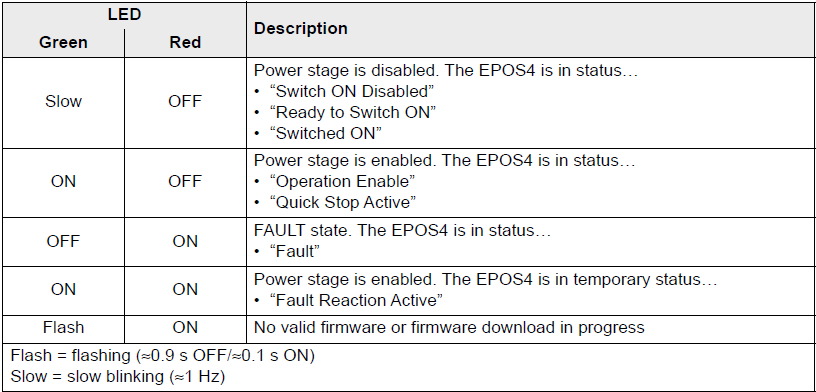 LED
Description
Green
Red
Slow
OFF
Power stage is disabled. The EPOS4 is in status…
• “Switch ON Disabled”
• “Ready to Switch ON”
• “Switched ON”
ON
OFF
Power stage is enabled. The EPOS4 is in status…
• “Operation Enable”
• “Quick Stop Active”
OFF
ON
FAULT state. The EPOS4 is in status…
• “Fault”
ON
ON
Power stage is enabled. The EPOS4 is in temporary status…
• “Fault Reaction Active”
Flash
ON
No valid firmware or firmware download in progress
Flash = flashing (≈0.9 s OFF/≈0.1 s ON)
Slow = slow blinking (≈1 Hz)